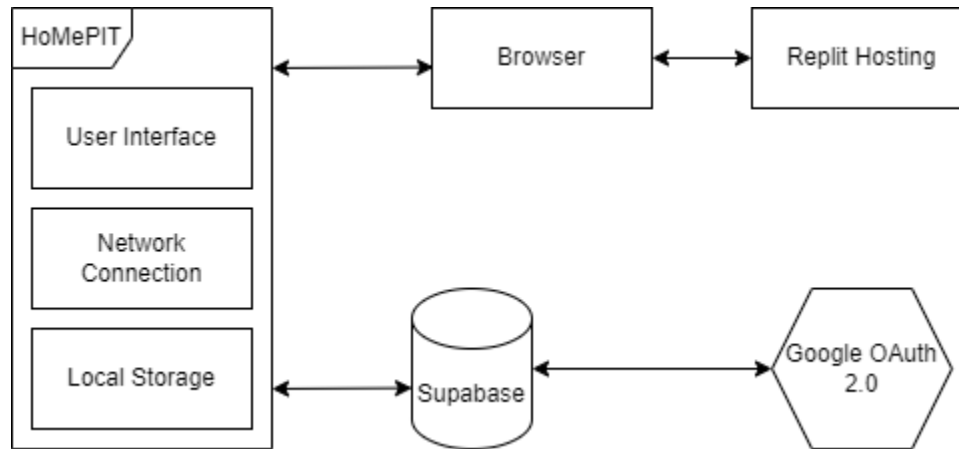 HoMePIT
User Interface
Network
Connection
Local Storage
Browser
Replit Hosting
Supabase
Google OAuth
2.0